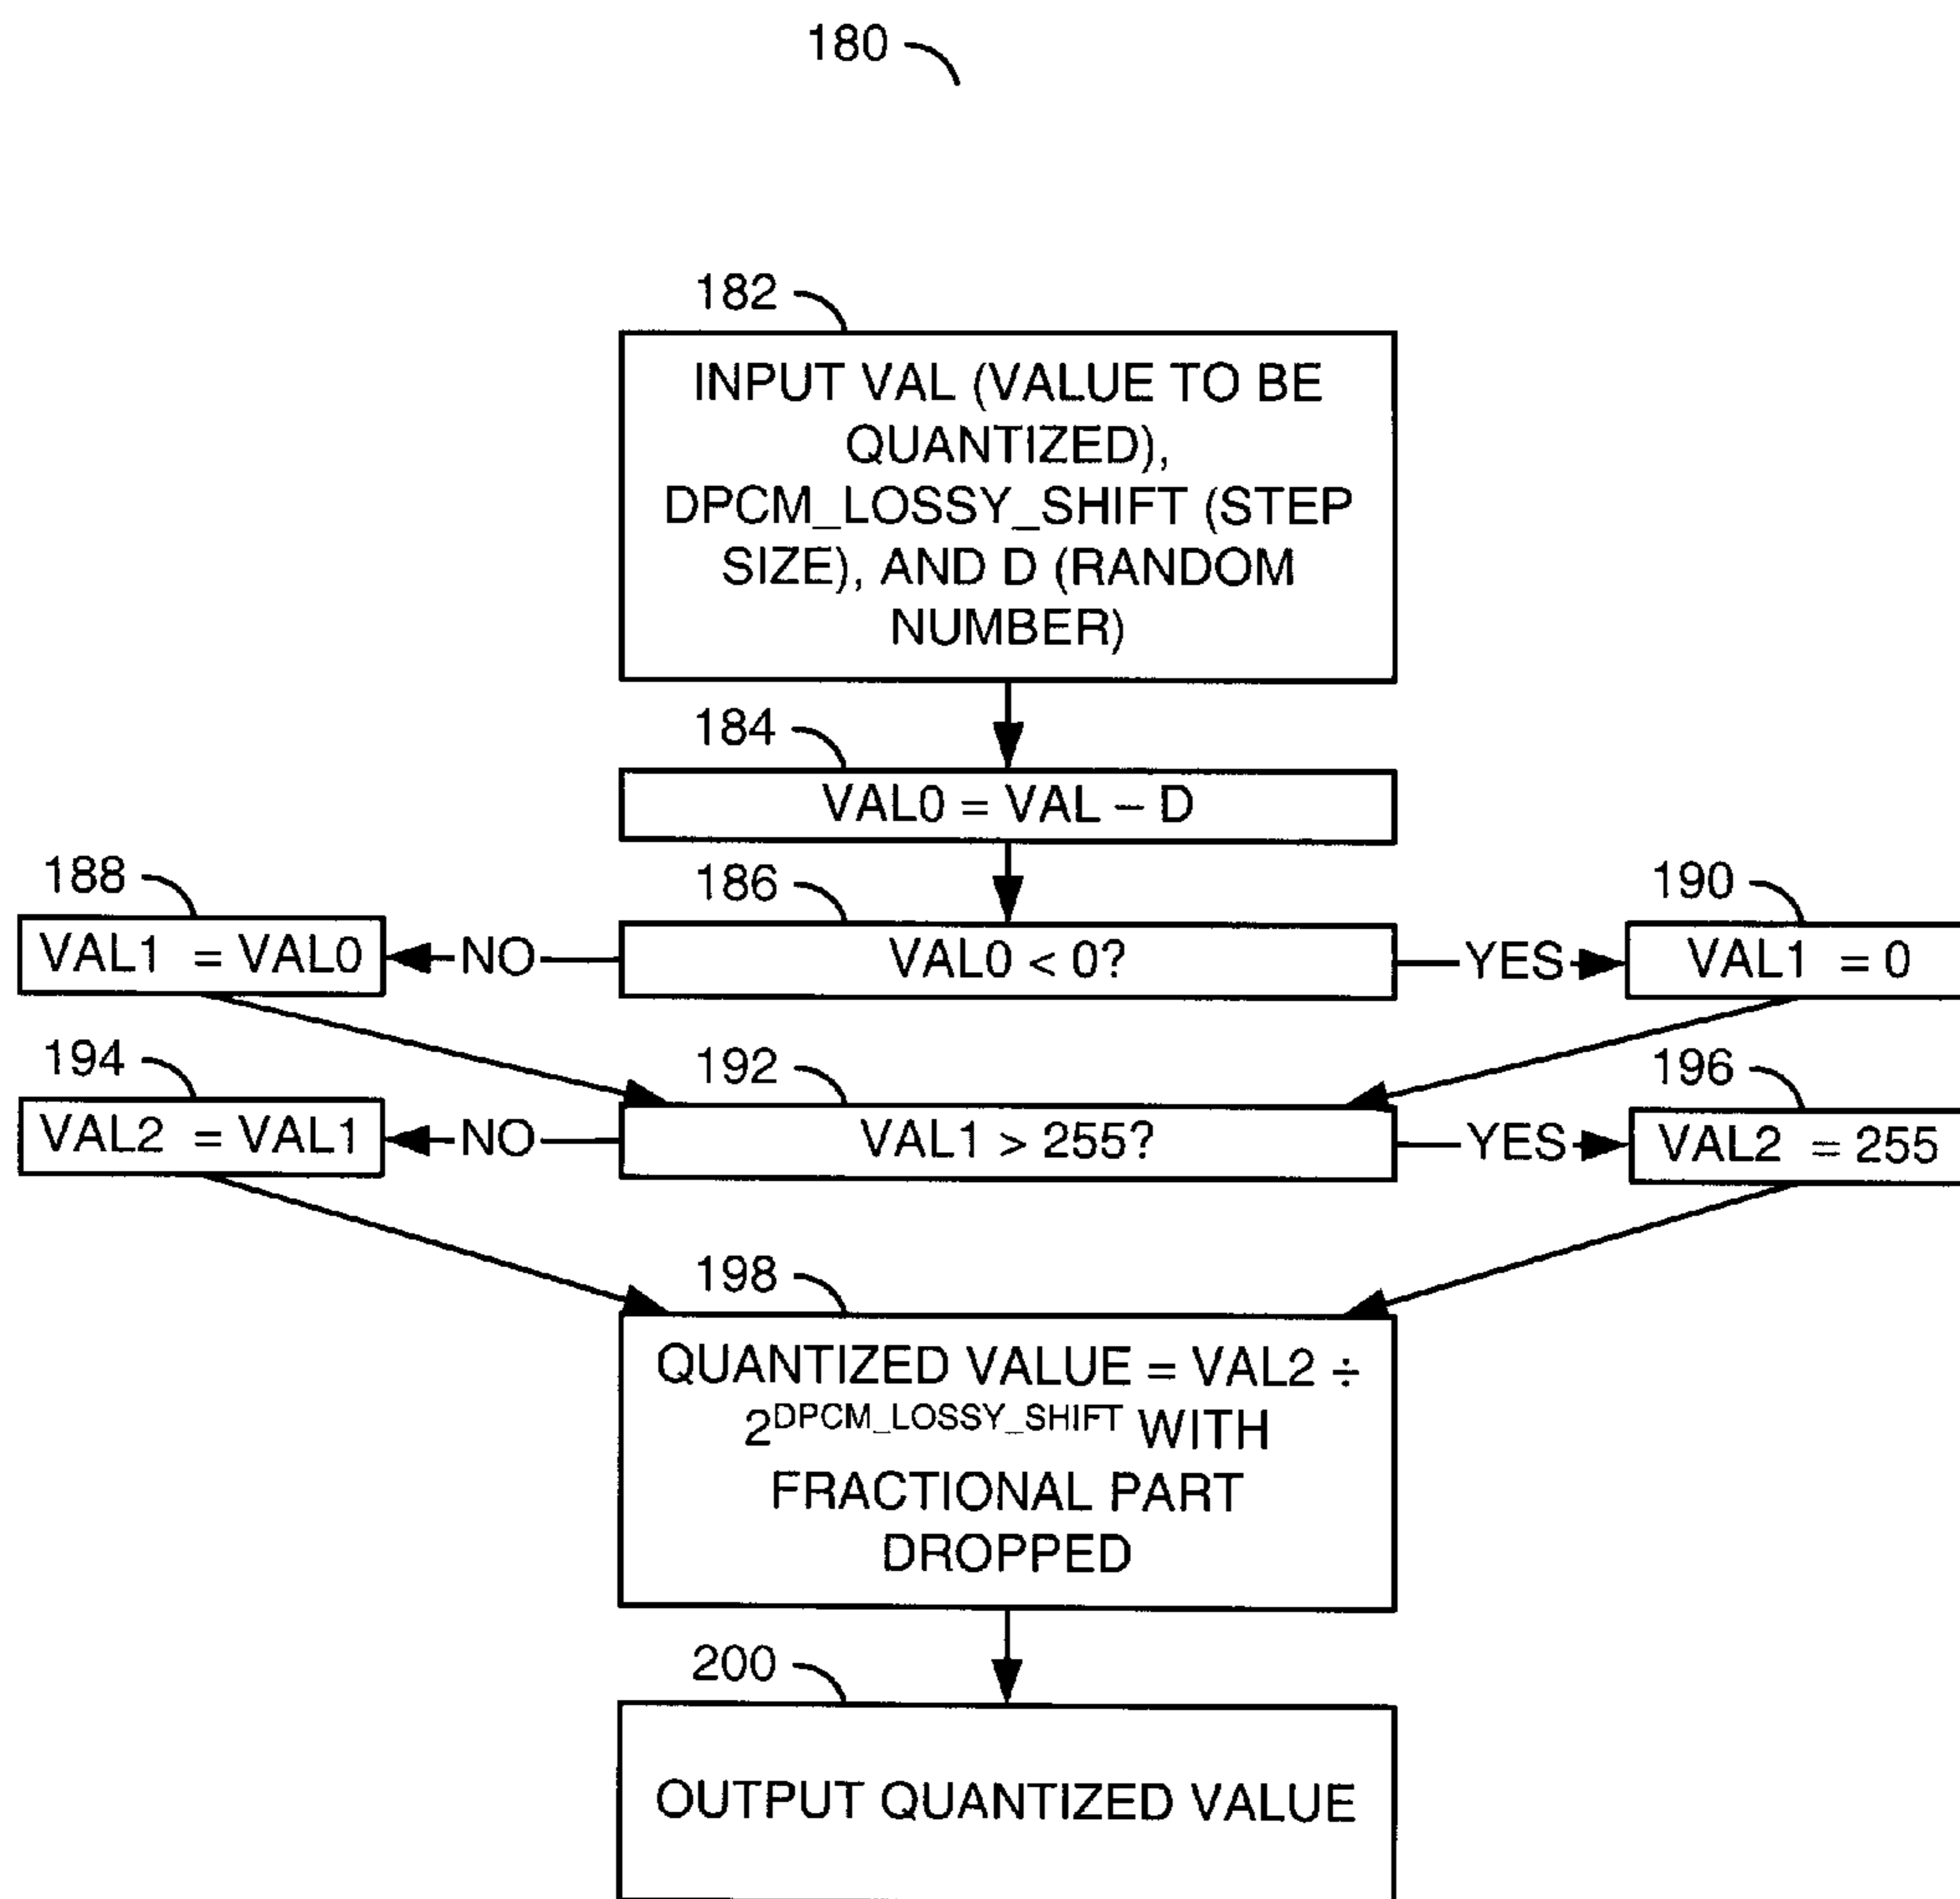 180
182
INPUT VAL (VALUE TO BE
QUANTIZED),
DPCM_LOSSY_SHIFT (STEP
SIZE), AND D (RANDOM
NUMBER)
184
VAL0 = VAL – D
188
186
190
VAL1 = VAL0
NO
VAL0 < 0?
YES
VAL1 = 0
194
192
196
VAL2 = VAL1
NO
VAL1 > 255?
YES
VAL2 = 255
198
QUANTIZED VALUE = VAL2 ÷
2^DPCM_LOSSY_SHIFT WITH
FRACTIONAL PART
DROPPED
200
OUTPUT QUANTIZED VALUE